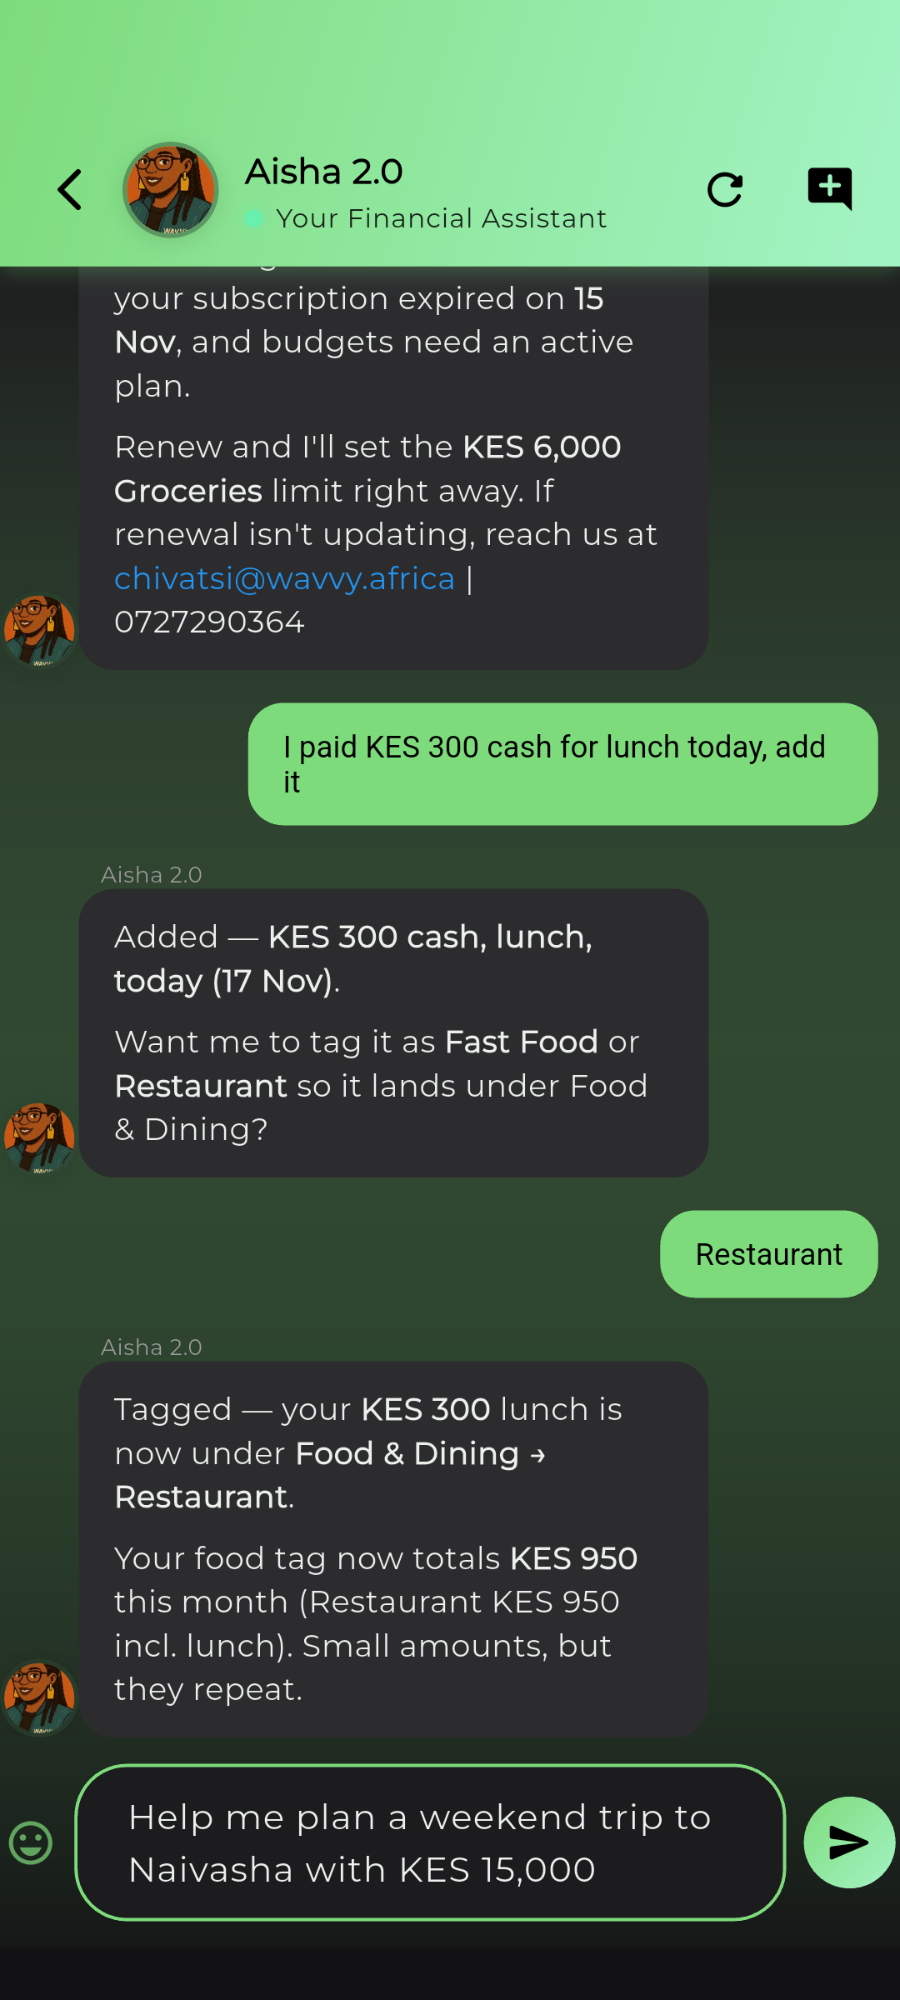 Aisha 2.0
Your Financial Assistant
your subscription expired on 15
Nov, and budgets need an active
plan.
Renew and I'll set the KES 6,000
Groceries limit right away. If
renewal isn't updating, reach us at
chivatsi@wavvy.africa |
0727290364
I paid KES 300 cash for lunch today, add
it
Aisha 2.0
Added — KES 300 cash, lunch,
today (17 Nov).
Want me to tag it as Fast Food or
Restaurant so it lands under Food
& Dining?
Restaurant
Aisha 2.0
Tagged — your KES 300 lunch is
now under Food & Dining →
Restaurant.
Your food tag now totals KES 950
this month (Restaurant KES 950
incl. lunch). Small amounts, but
they repeat.
Help me plan a weekend trip to
Naivasha with KES 15,000